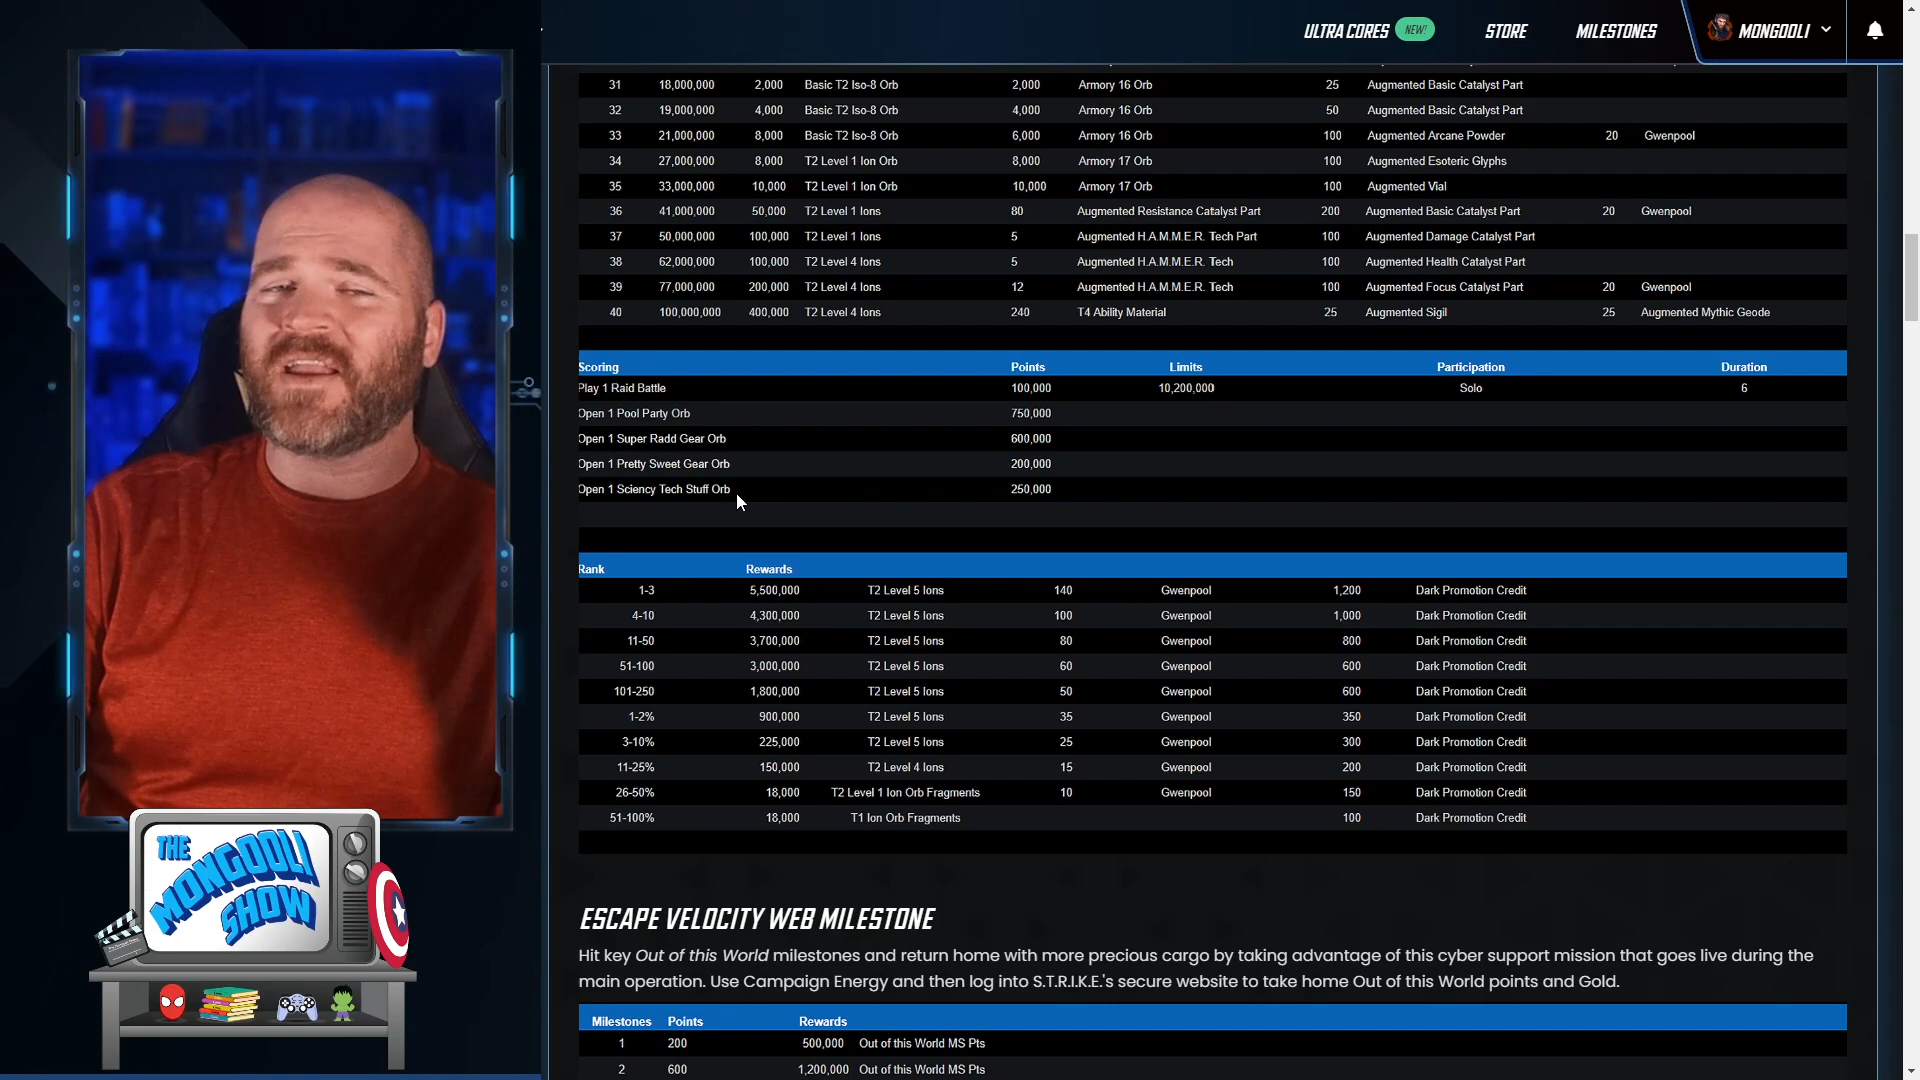 ULTRA CORES NEW! STORE MILESTONES MONGOOLI
31 18,000,000 2,000 Basic T2 Iso-8 Orb 2,000 Armory 16 Orb 25 Augmented Basic Catalyst Part
32 19,000,000 4,000 Basic T2 Iso-8 Orb 4,000 Armory 16 Orb 50 Augmented Basic Catalyst Part
33 21,000,000 8,000 Basic T2 Iso-8 Orb 6,000 Armory 16 Orb 100 Augmented Arcane Powder 20 Gwenpool
34 27,000,000 8,000 T2 Level 1 Ion Orb 8,000 Armory 17 Orb 100 Augmented Esoteric Glyphs
35 33,000,000 10,000 T2 Level 1 Ion Orb 10,000 Armory 17 Orb 100 Augmented Vial
36 41,000,000 50,000 T2 Level 1 Ions 80 Augmented Resistance Catalyst Part 200 Augmented Basic Catalyst Part 20 Gwenpool
37 50,000,000 100,000 T2 Level 1 Ions 5 Augmented H.A.M.M.E.R. Tech Part 100 Augmented Damage Catalyst Part
38 62,000,000 100,000 T2 Level 4 Ions 5 Augmented H.A.M.M.E.R. Tech 100 Augmented Health Catalyst Part
39 77,000,000 200,000 T2 Level 4 Ions 12 Augmented H.A.M.M.E.R. Tech 100 Augmented Focus Catalyst Part 20 Gwenpool
40 100,000,000 400,000 T2 Level 4 Ions 240 T4 Ability Material 25 Augmented Sigil 25 Augmented Mythic Geode
Scoring Points Limits Participation Duration
Play 1 Raid Battle 100,000 10,200,000 Solo 6
Open 1 Pool Party Orb 750,000
Open 1 Super Radd Gear Orb 600,000
Open 1 Pretty Sweet Gear Orb 200,000
Open 1 Sciency Tech Stuff Orb 250,000
Rank Rewards
1-3 5,500,000 T2 Level 5 Ions 140 Gwenpool 1,200 Dark Promotion Credit
4-10 4,300,000 T2 Level 5 Ions 100 Gwenpool 1,000 Dark Promotion Credit
11-50 3,700,000 T2 Level 5 Ions 80 Gwenpool 800 Dark Promotion Credit
51-100 3,000,000 T2 Level 5 Ions 60 Gwenpool 600 Dark Promotion Credit
101-250 1,800,000 T2 Level 5 Ions 50 Gwenpool 600 Dark Promotion Credit
1-2% 900,000 T2 Level 5 Ions 35 Gwenpool 350 Dark Promotion Credit
3-10% 225,000 T2 Level 5 Ions 25 Gwenpool 300 Dark Promotion Credit
11-25% 150,000 T2 Level 4 Ions 15 Gwenpool 200 Dark Promotion Credit
26-50% 18,000 T2 Level 1 Ion Orb Fragments 10 Gwenpool 150 Dark Promotion Credit
51-100% 18,000 T1 Ion Orb Fragments 100 Dark Promotion Credit
ESCAPE VELOCITY WEB MILESTONE
Hit key Out of this World milestones and return home with more precious cargo by taking advantage of this cyber support mission that goes live during the
main operation. Use Campaign Energy and then log into S.T.R.I.K.E.'s secure website to take home Out of this World points and Gold.
Milestones Points Rewards
1 200 500,000 Out of this World MS Pts
2 600 1,200,000 Out of this World MS Pts
THE
MONGOOLI
SHOW